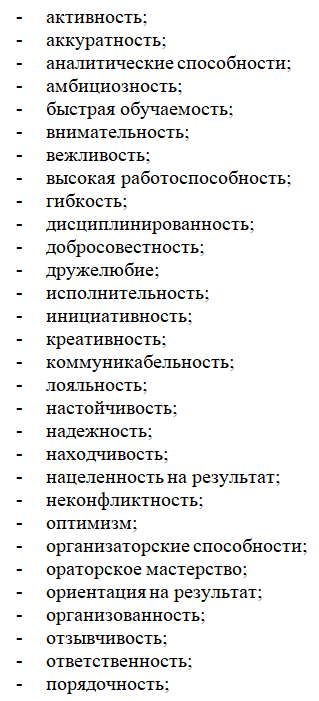 - активность;
- аккуратность;
- аналитические способности;
- амбициозность;
- быстрая обучаемость;
- внимательность;
- вежливость;
- высокая работоспособность;
- гибкость;
- дисциплинированность;
- добросовестность;
- дружелюбие;
- исполнительность;
- инициативность;
- креативность;
- коммуникабельность;
- лояльность;
- настойчивость;
- надежность;
- находчивость;
- нацеленность на результат;
- неконфликтность;
- оптимизм;
- организаторские способности;
- ораторское мастерство;
- ориентация на результат;
- организованность;
- отзывчивость;
- ответственность;
- порядочность;